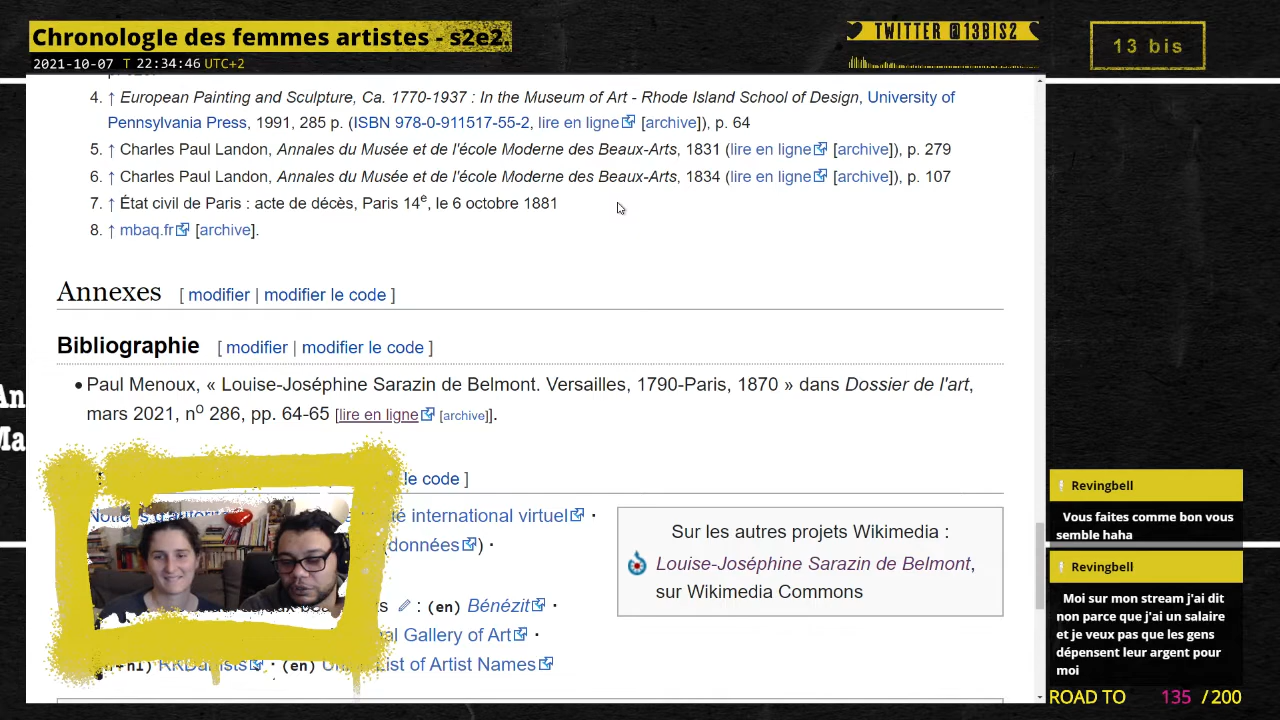 Chronologie des femmes artistes - s2e2.
2021-10-07 T 22:34:46 UTC+2
TWITTER @13BIS2
13 bis
4. ↑ European Painting and Sculpture, Ca. 1770-1937 : In the Museum of Art - Rhode Island School of Design, University of
Pennsylvania Press, 1991, 285 p. (ISBN 978-0-911517-55-2, lire en ligne [archive]), p. 64
5. ↑ Charles Paul Landon, Annales du Musée et de l'école Moderne des Beaux-Arts, 1831 (lire en ligne [archive]), p. 279
6. ↑ Charles Paul Landon, Annales du Musée et de l'école Moderne des Beaux-Arts, 1834 (lire en ligne [archive]), p. 107
7. ↑ État civil de Paris : acte de décès, Paris 14e, le 6 octobre 1881
8. ↑ mbaq.fr [archive].
Annexes [ modifier | modifier le code ]
Bibliographie [ modifier | modifier le code ]
• Paul Menoux, « Louise-Joséphine Sarazin de Belmont. Versailles, 1790-Paris, 1870 » dans Dossier de l'art,
mars 2021, no 286, pp. 64-65 [lire en ligne [archive]].
le code ]
international virtuel ·
données) ·
: (en) Bénézit ·
Gallery of Art ·
(en) List of Artist Names
Sur les autres projets Wikimedia :
Louise-Joséphine Sarazin de Belmont,
sur Wikimedia Commons
Revingbell
Vous faites comme bon vous
semble haha
Revingbell
Moi sur mon stream j'ai dit
non parce que j'ai un salaire
et je veux pas que les gens
dépensent leur argent pour
moi
ROAD TO 135 / 200